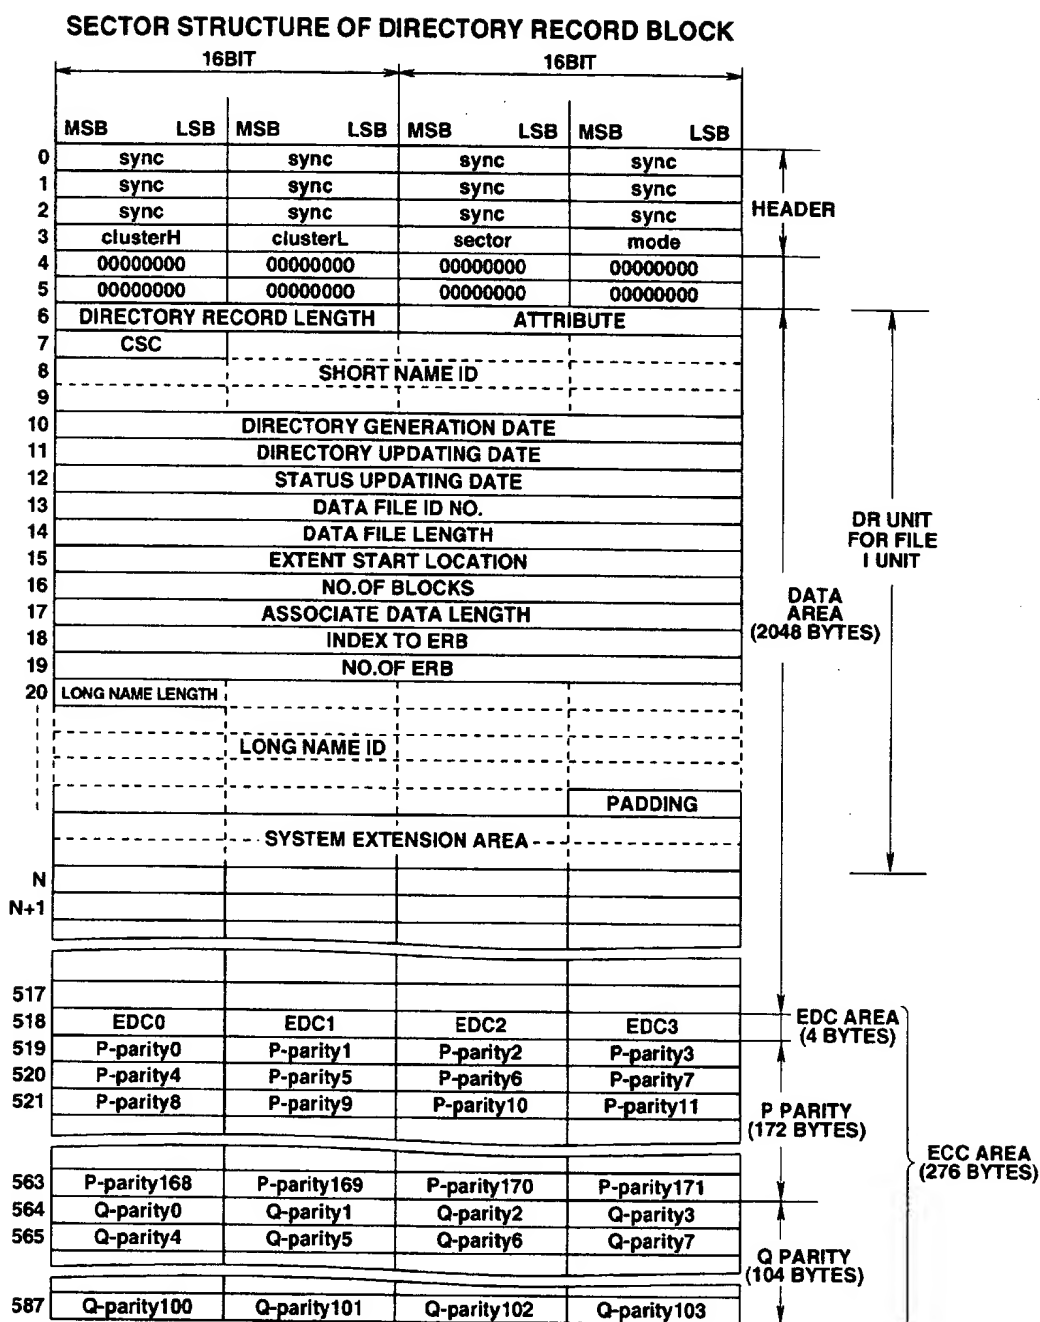 SECTOR STRUCTURE OF DIRECTORY RECORD BLOCK
16BIT 16BIT
MSB LSB MSB LSB MSB LSB MSB LSB
0 sync sync sync sync
1 sync sync sync sync
2 sync sync sync sync
HEADER
3 clusterH clusterL sector mode
4 00000000 00000000 00000000 00000000
5 00000000 00000000 00000000 00000000
6 DIRECTORY RECORD LENGTH ATTRIBUTE
7 CSC
8 SHORT NAME ID
9
10 DIRECTORY GENERATION DATE
11 DIRECTORY UPDATING DATE
12 STATUS UPDATING DATE
13 DATA FILE ID NO.
14 DATA FILE LENGTH
15 EXTENT START LOCATION
16 NO.OF BLOCKS
17 ASSOCIATE DATA LENGTH
18 INDEX TO ERB
19 NO.OF ERB
20 LONG NAME LENGTH
DR UNIT
FOR FILE
I UNIT
DATA
AREA
(2048 BYTES)
LONG NAME ID
PADDING
SYSTEM EXTENSION AREA
N
N+1
517
518 EDC0 EDC1 EDC2 EDC3
EDC AREA
(4 BYTES)
519 P-parity0 P-parity1 P-parity2 P-parity3
520 P-parity4 P-parity5 P-parity6 P-parity7
521 P-parity8 P-parity9 P-parity10 P-parity11
P PARITY
(172 BYTES)
ECC AREA
(276 BYTES)
563 P-parity168 P-parity169 P-parity170 P-parity171
564 Q-parity0 Q-parity1 Q-parity2 Q-parity3
565 Q-parity4 Q-parity5 Q-parity6 Q-parity7
Q PARITY
(104 BYTES)
587 Q-parity100 Q-parity101 Q-parity102 Q-parity103